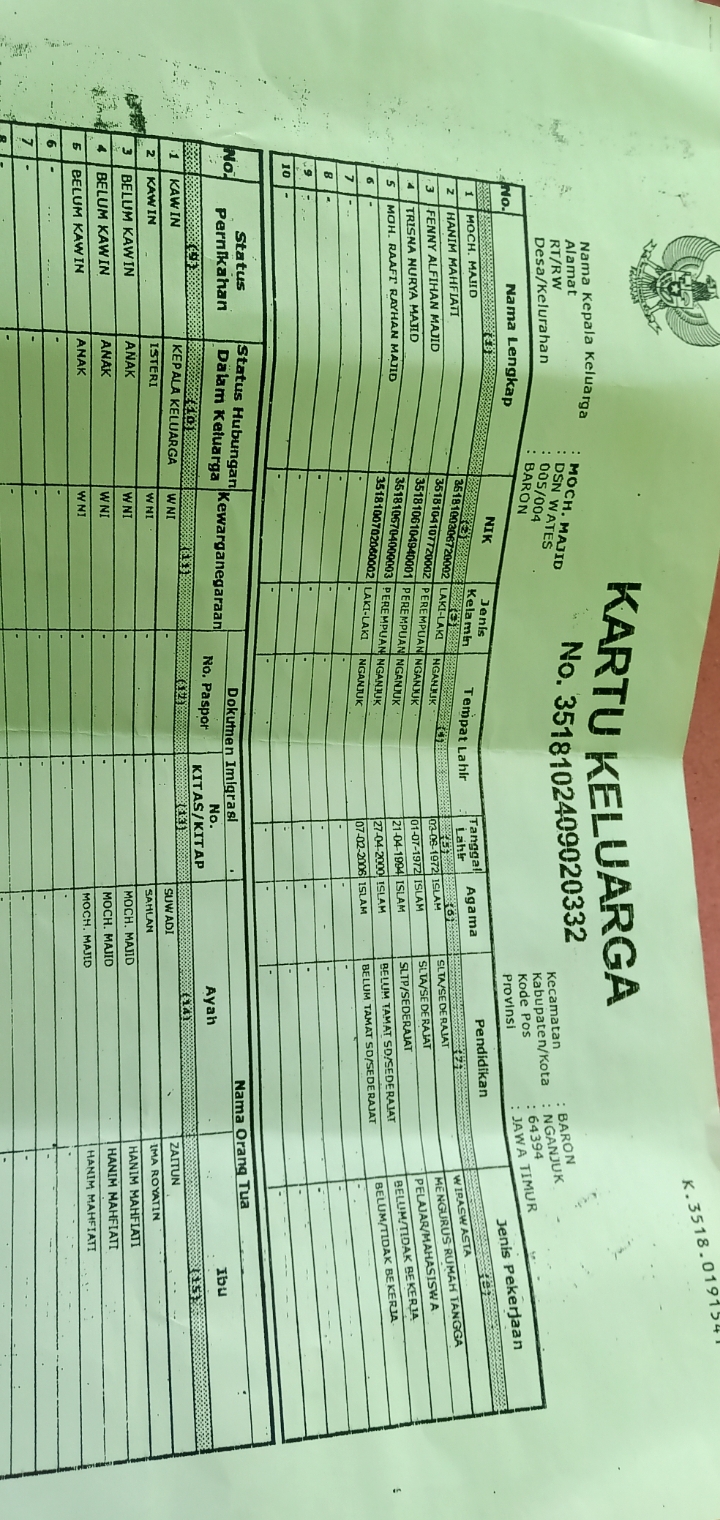 K.3518.0191541
KARTU KELUARGA
No. 3518102409020332
Nama Kepala Keluarga : MOCH. MAJID
Alamat : DSN WATES
RT/RW : 005/004
Desa/Kelurahan : BARON
Kecamatan : BARON
Kabupaten/Kota : NGANJUK
Kode Pos : 64394
Provinsi : JAWA TIMUR
No. Nama Lengkap NIK Jenis Kelamin Tempat Lahir Tanggal Lahir Agama Pendidikan Jenis Pekerjaan
(1) (2) (3) (4) (5) (6) (7) (8)
1 MOCH. MAJID 3518100306720002 LAKI-LAKI NGANJUK 03-06-1972 ISLAM SLTA/SEDERAJAT WIRASWASTA
2 HANIM MAHFIATI 3518104107720002 PEREMPUAN NGANJUK 01-07-1972 ISLAM SLTA/SEDERAJAT MENGURUS RUMAH TANGGA
3 FENNY ALFIHAN MAJID 3518106104940001 PEREMPUAN NGANJUK 21-04-1994 ISLAM SLTP/SEDERAJAT PELAJAR/MAHASISWA
4 TRISNA NURYA MAJID 3518106704000003 PEREMPUAN NGANJUK 27-04-2000 ISLAM BELUM TAMAT SD/SEDERAJAT BELUM/TIDAK BEKERJA
5 MOH. RAAFI' RAYHAN MAJID 3518100702060002 LAKI-LAKI NGANJUK 07-02-2006 ISLAM BELUM TAMAT SD/SEDERAJAT BELUM/TIDAK BEKERJA
6 - - - - - - - -
7 - - - - - - - -
8 - - - - - - - -
9 - - - - - - - -
10 - - - - - - - -
No. Status Pernikahan Status Hubungan Dalam Keluarga Kewarganegaraan Dokumen Imigrasi Nama Orang Tua
No. Paspor No. KITAS/KITAP Ayah Ibu
(9) (10) (11) (12) (13) (14) (15)
1 KAWIN KEPALA KELUARGA WNI - - SUWADI ZAITUN
2 KAWIN ISTERI WNI - - SAHLAN IMA ROYATIN
3 BELUM KAWIN ANAK WNI - - MOCH. MAJID HANIM MAHFIATI
4 BELUM KAWIN ANAK WNI - - MOCH. MAJID HANIM MAHFIATI
5 BELUM KAWIN ANAK WNI - - MOCH. MAJID HANIM MAHFIATI
6 - - - - - - -
7 - - - - - - -
8 - - - - - - -